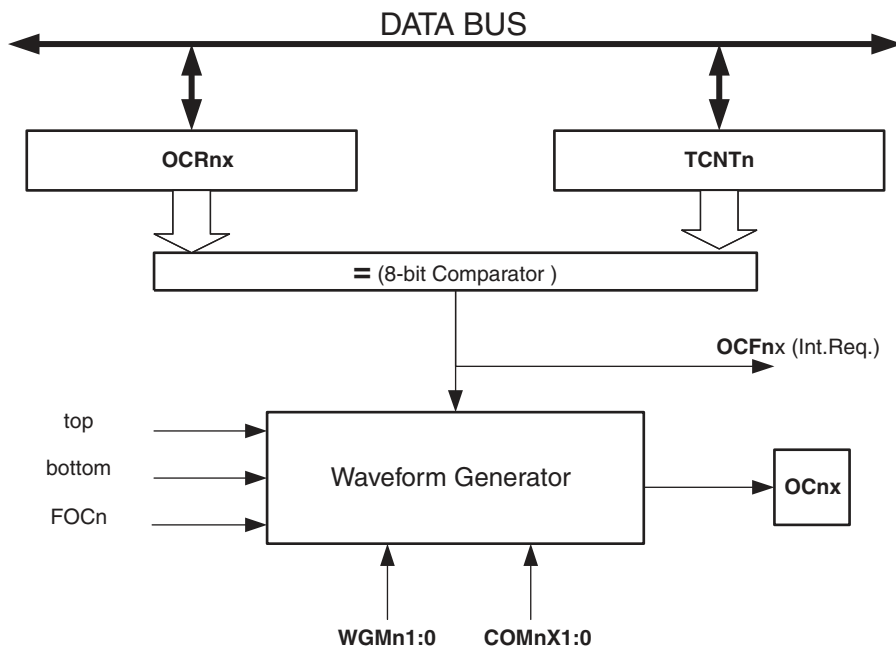 DATA BUS
OCRnx
TCNTn
= (8-bit Comparator )
OCFnx (Int.Req.)
top
bottom
FOCn
Waveform Generator
OCnx
WGMn1:0
COMnX1:0